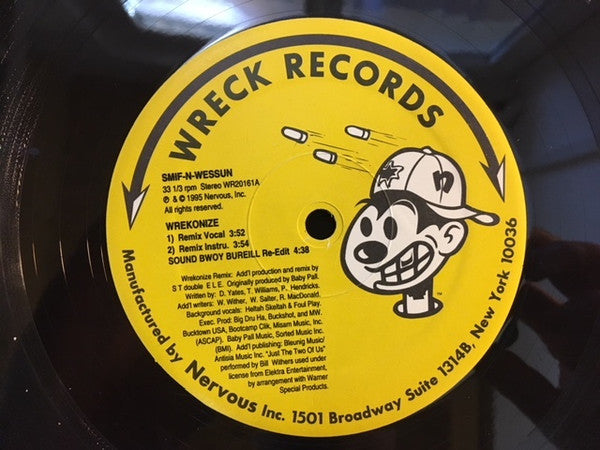 WRECK RECORDS
SMIF-N-WESSUN
33 1/3 rpm Stereo WR20161A
℗ & © 1995 Nervous, Inc.
All rights reserved.
WREKONIZE
1) Remix Vocal 3:52
2) Remix Instru. 3:54
SOUND BWOY BUREILL Re-Edit 4:38
Wrekonize Remix: Add'l production and remix by
S T double E L E. Originally produced by Baby Pall.
Written by: D. Yates, T. Williams, P. Hendricks.
Add'l writers: W. Wither, W. Salter, R. MacDonald.
Background vocals: Heltah Skeltah & Foul Play.
Exec. Prod: Big Dru Ha, Buckshot, and MW.
Bucktown USA, Bootcamp Clik, Misam Music, Inc.
(ASCAP). Baby Pall Music, Sorted Music Inc.
(BMI). Add'l publishing: Bleunig Music/
Antisia Music Inc. "Just The Two Of Us"
performed by Bill Withers used under
license from Elektra Entertainment,
by arrangement with Warner
Special Products.
n
Manufactured by Nervous Inc. 1501 Broadway Suite 1314B, New York 10036